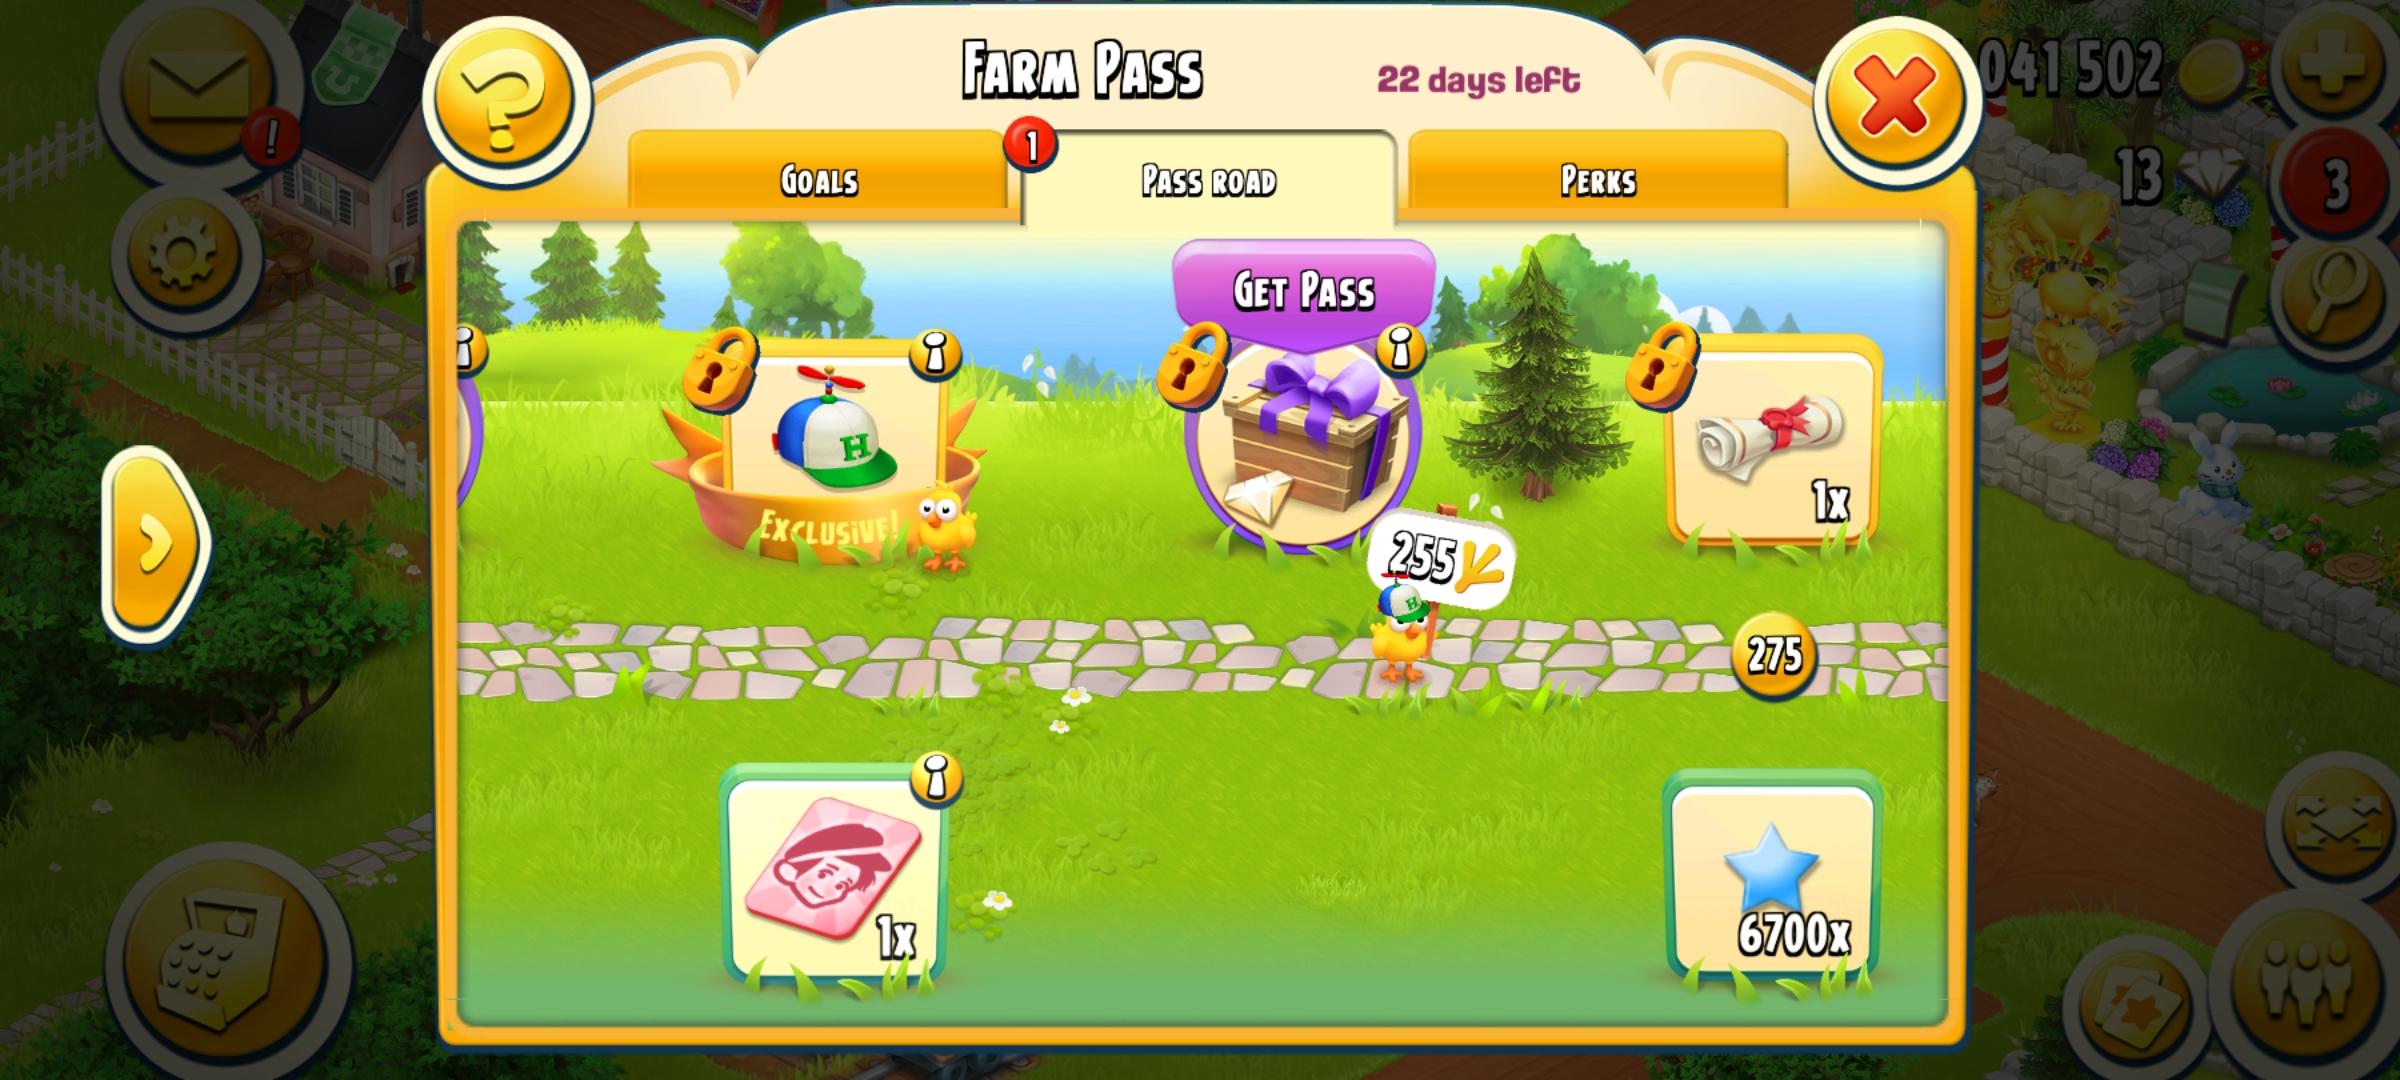 FARM PASS
22 days left
041 502
13
3
!
GOALS
1
PASS ROAD
PERKS
GET PASS
H
EXCLUSIVE!
1x
255
H
275
1x
6700x